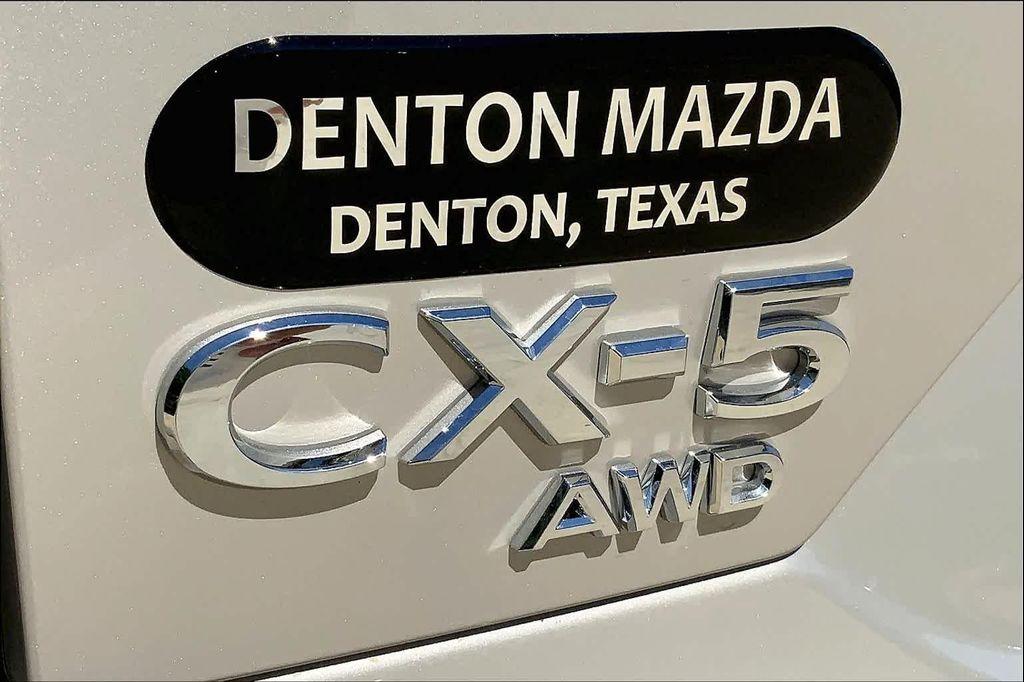 DENTON MAZDA
DENTON, TEXAS
CX-5
AWD